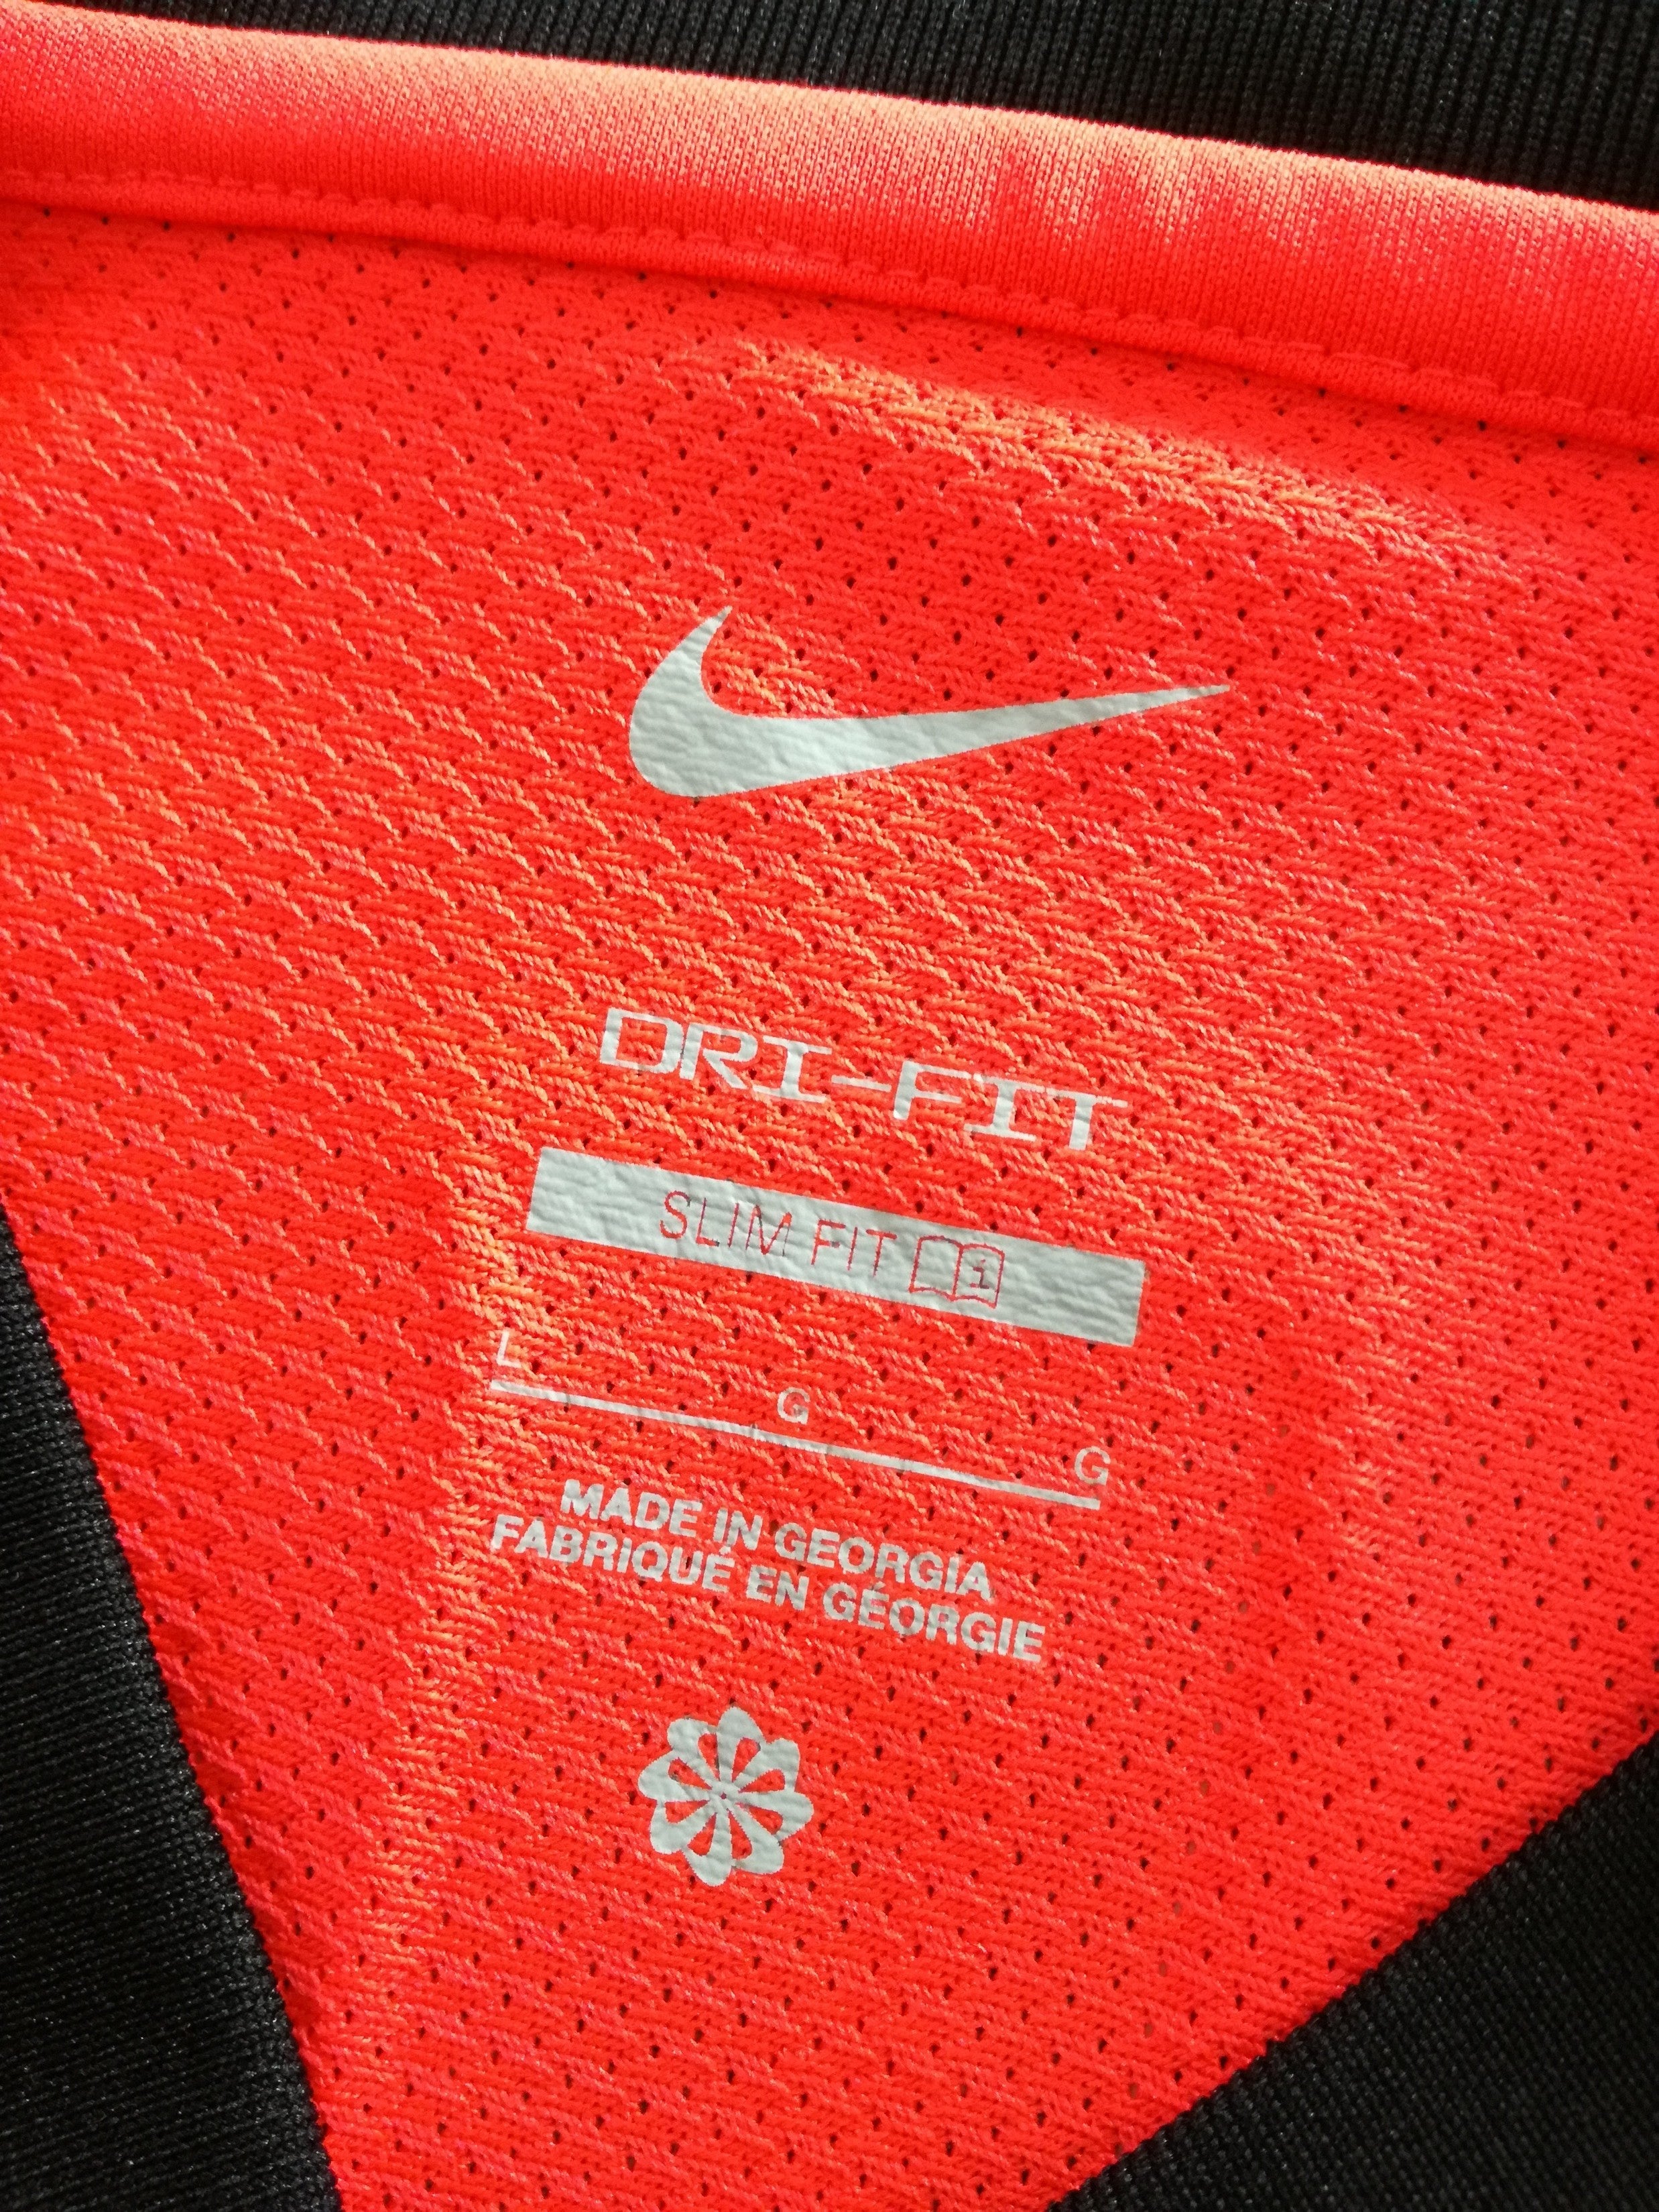 DRI-FIT
SLIM FIT i
L G G
MADE IN GEORGIA
FABRIQUÉ EN GÉORGIE